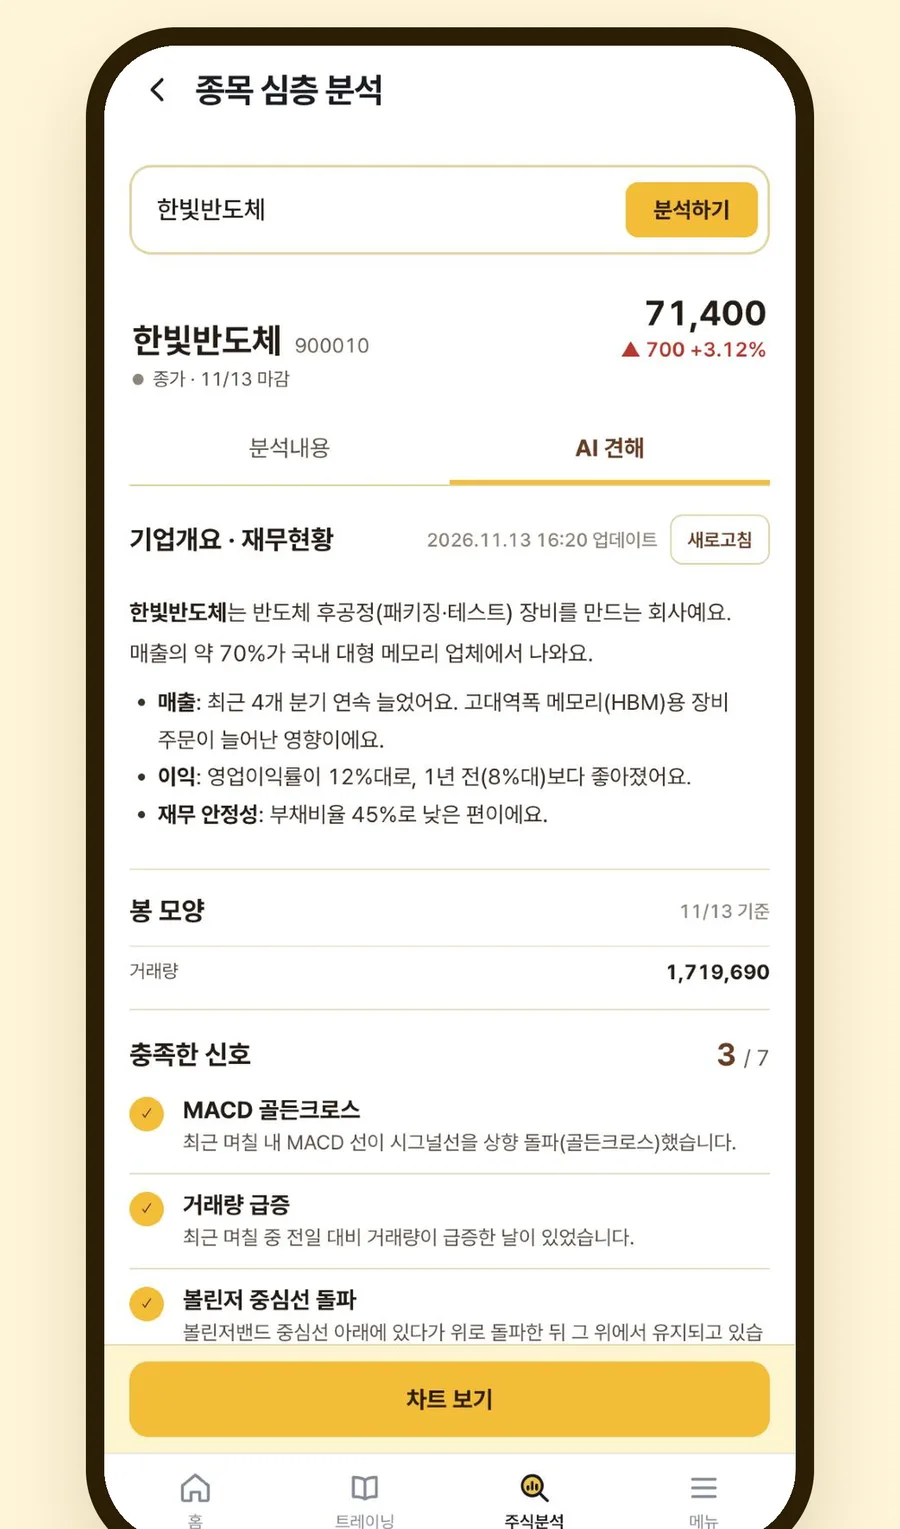 종목 심층 분석
한빛반도체
분석하기
71,400
한빛반도체 900010
▲ 700 +3.12%
종가 · 11/13 마감
분석내용
AI 견해
기업개요 · 재무현황
2026.11.13 16:20 업데이트
새로고침
한빛반도체는 반도체 후공정(패키징·테스트) 장비를 만드는 회사예요.
매출의 약 70%가 국내 대형 메모리 업체에서 나와요.
• 매출: 최근 4개 분기 연속 늘었어요. 고대역폭 메모리(HBM)용 장비
주문이 늘어난 영향이에요.
• 이익: 영업이익률이 12%대로, 1년 전(8%대)보다 좋아졌어요.
• 재무 안정성: 부채비율 45%로 낮은 편이에요.
봉 모양
11/13 기준
거래량
1,719,690
충족한 신호
3 / 7
✓ MACD 골든크로스
최근 며칠 내 MACD 선이 시그널선을 상향 돌파(골든크로스)했습니다.
✓ 거래량 급증
최근 며칠 중 전일 대비 거래량이 급증한 날이 있었습니다.
✓ 볼린저 중심선 돌파
볼린저밴드 중심선 아래에 있다가 위로 돌파한 뒤 그 위에서 유지되고 있습
차트 보기
홈
트레이닝
주식분석
메뉴